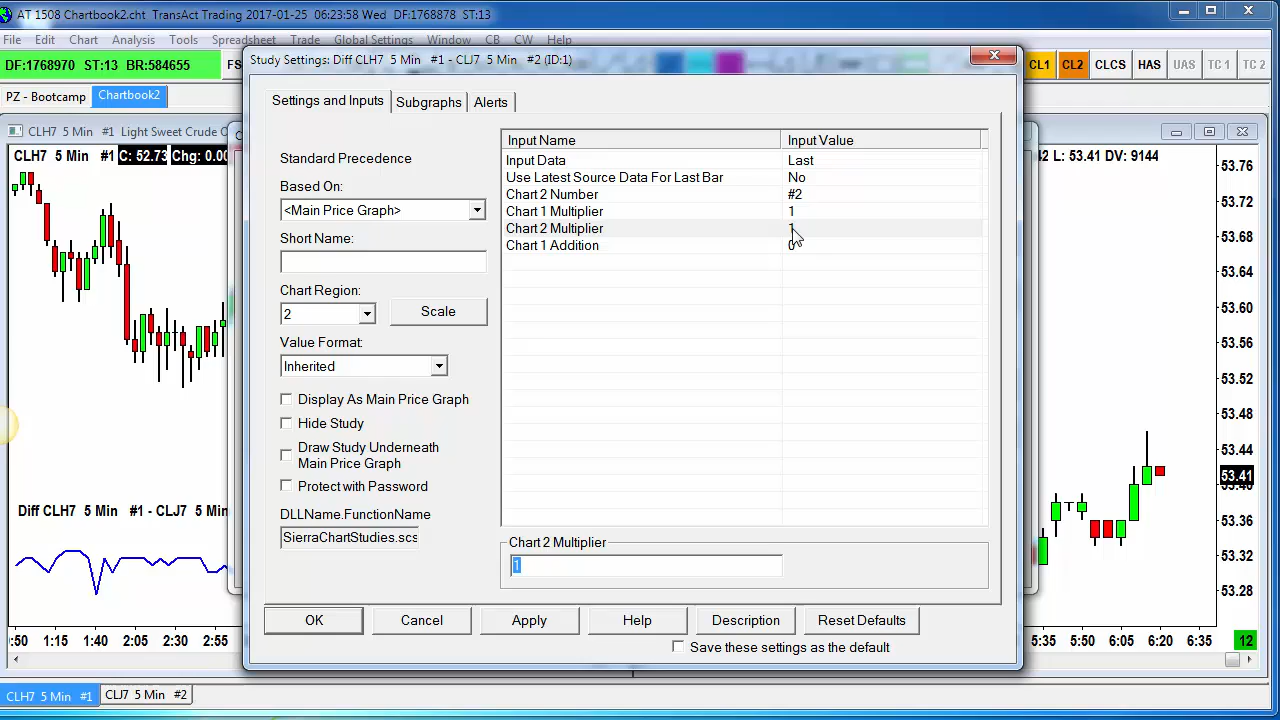 AT 1508 Chartbook2.cht TransAct Trading 2017-01-25 06:23:58 Wed DF:1768878 ST:13
File Edit Chart Analysis Tools Spreadsheet Trade Global Settings Window CB CW Help
DF:1768970 ST:13 BR:584655 FS
CL1 CL2 CLCS HAS UAS TC 1 TC 2
PZ - Bootcamp Chartbook2
CLH7 5 Min #1 Light Sweet Crude
CLH7 5 Min #1 C: 52.73 Chg: 0.00
42 L: 53.41 DV: 9144
Study Settings: Diff CLH7 5 Min #1 - CLJ7 5 Min #2 (ID:1)
Settings and Inputs Subgraphs Alerts
Standard Precedence
Based On:
<Main Price Graph>
Short Name:
Chart Region:
2 Scale
Value Format:
Inherited
Display As Main Price Graph
Hide Study
Draw Study Underneath
Main Price Graph
Protect with Password
DLLName.FunctionName
SierraChartStudies.scs
Input Name Input Value
Input Data Last
Use Latest Source Data For Last Bar No
Chart 2 Number #2
Chart 1 Multiplier 1
Chart 2 Multiplier 1
Chart 1 Addition 0
Chart 2 Multiplier
1
OK Cancel Apply Help Description Reset Defaults
Save these settings as the default
Diff CLH7 5 Min #1 - CLJ7 5 Min
53.76
53.72
53.68
53.64
53.60
53.56
53.52
53.48
53.44
53.41
53.36
53.32
53.28
:50 1:15 1:40 2:05 2:30 2:55
5:35 5:50 6:05 6:20 6:35 12
CLH7 5 Min #1 CLJ7 5 Min #2